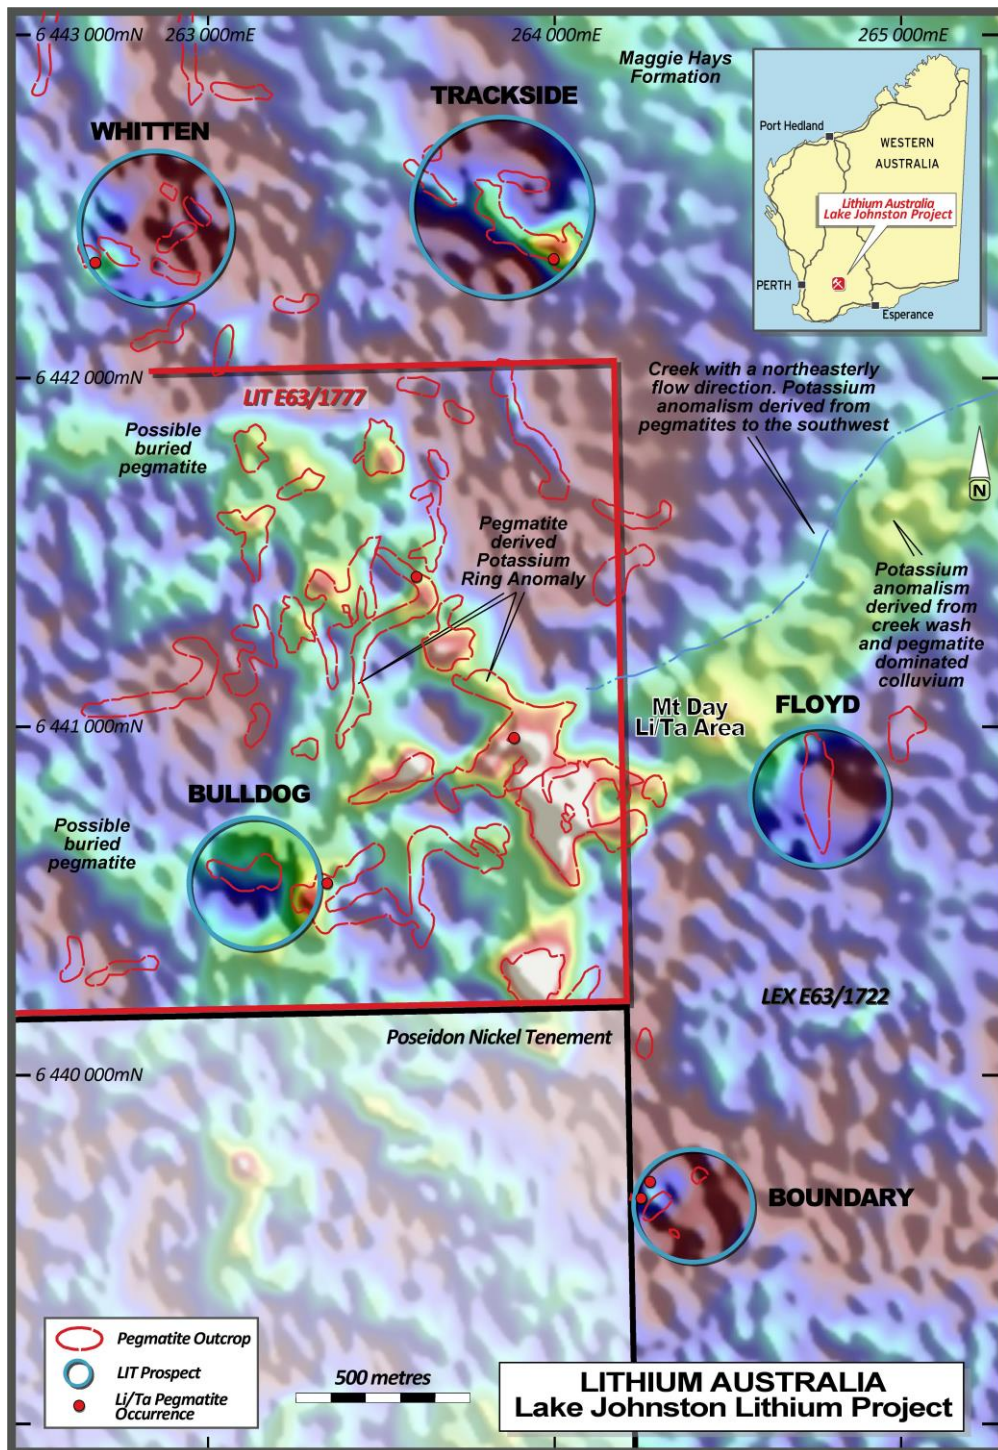 6 443 000mN
263 000mE
264 000mE
265 000mE
Maggie Hays
Formation
TRACKSIDE
WHITTEN
Port Hedland
WESTERN
AUSTRALIA
Lithium Australia
Lake Johnston Project
PERTH
Esperance
6 442 000mN
LIT E63/1777
Creek with a northeasterly
flow direction. Potassium
anomalism derived from
pegmatites to the southwest
Possible
buried
pegmatite
N
Pegmatite
derived
Potassium
Ring Anomaly
Potassium
anomalism
derived from
creek wash
and pegmatite
dominated
colluvium
6 441 000mN
Mt Day
Li/Ta Area
FLOYD
BULLDOG
Possible
buried
pegmatite
LEX E63/1722
Poseidon Nickel Tenement
6 440 000mN
BOUNDARY
Pegmatite Outcrop
LIT Prospect
Li/Ta Pegmatite
Occurrence
500 metres
LITHIUM AUSTRALIA
Lake Johnston Lithium Project